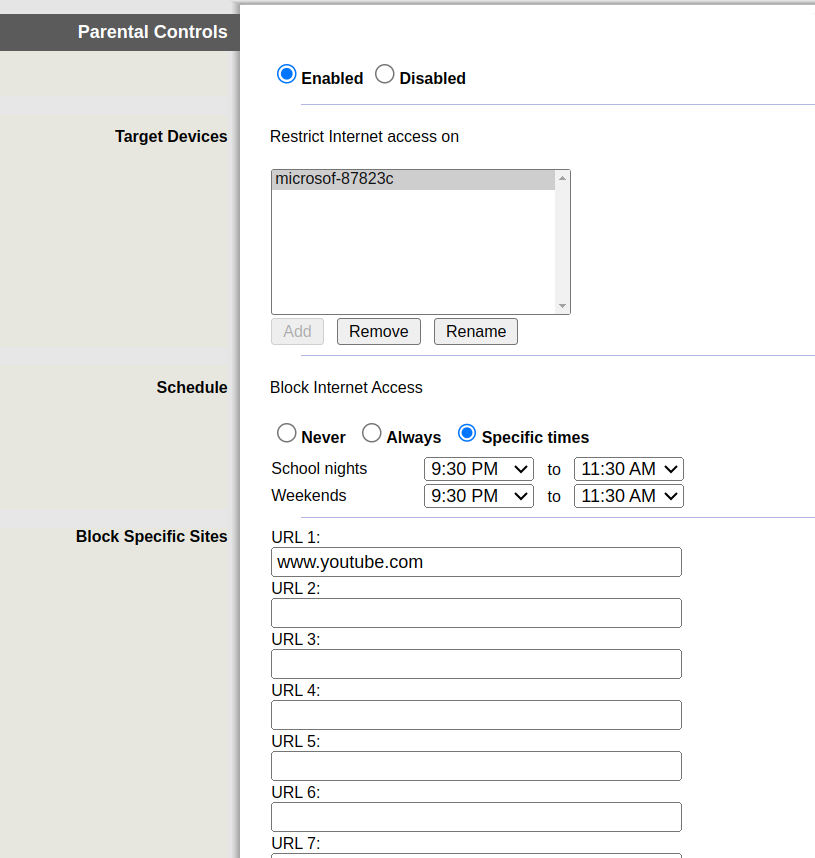 Parental Controls
Enabled Disabled
Target Devices
Restrict Internet access on
microsof-87823c
Add Remove Rename
Schedule
Block Internet Access
Never Always Specific times
School nights 9:30 PM to 11:30 AM
Weekends 9:30 PM to 11:30 AM
Block Specific Sites
URL 1:
www.youtube.com
URL 2:
URL 3:
URL 4:
URL 5:
URL 6:
URL 7: